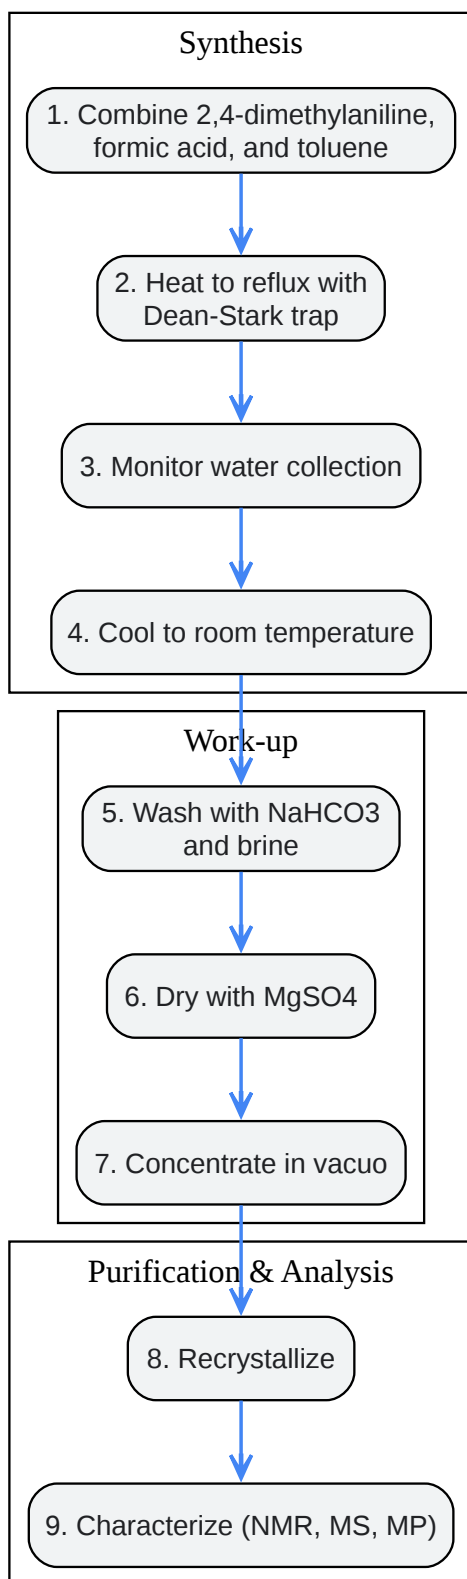 Synthesis
1. Combine 2,4-dimethylaniline,
formic acid, and toluene
2. Heat to reflux with
Dean-Stark trap
3. Monitor water collection
4. Cool to room temperature
Work-up
5. Wash with NaHCO3
and brine
6. Dry with MgSO4
7. Concentrate in vacuo
Purification & Analysis
8. Recrystallize
9. Characterize (NMR, MS, MP)